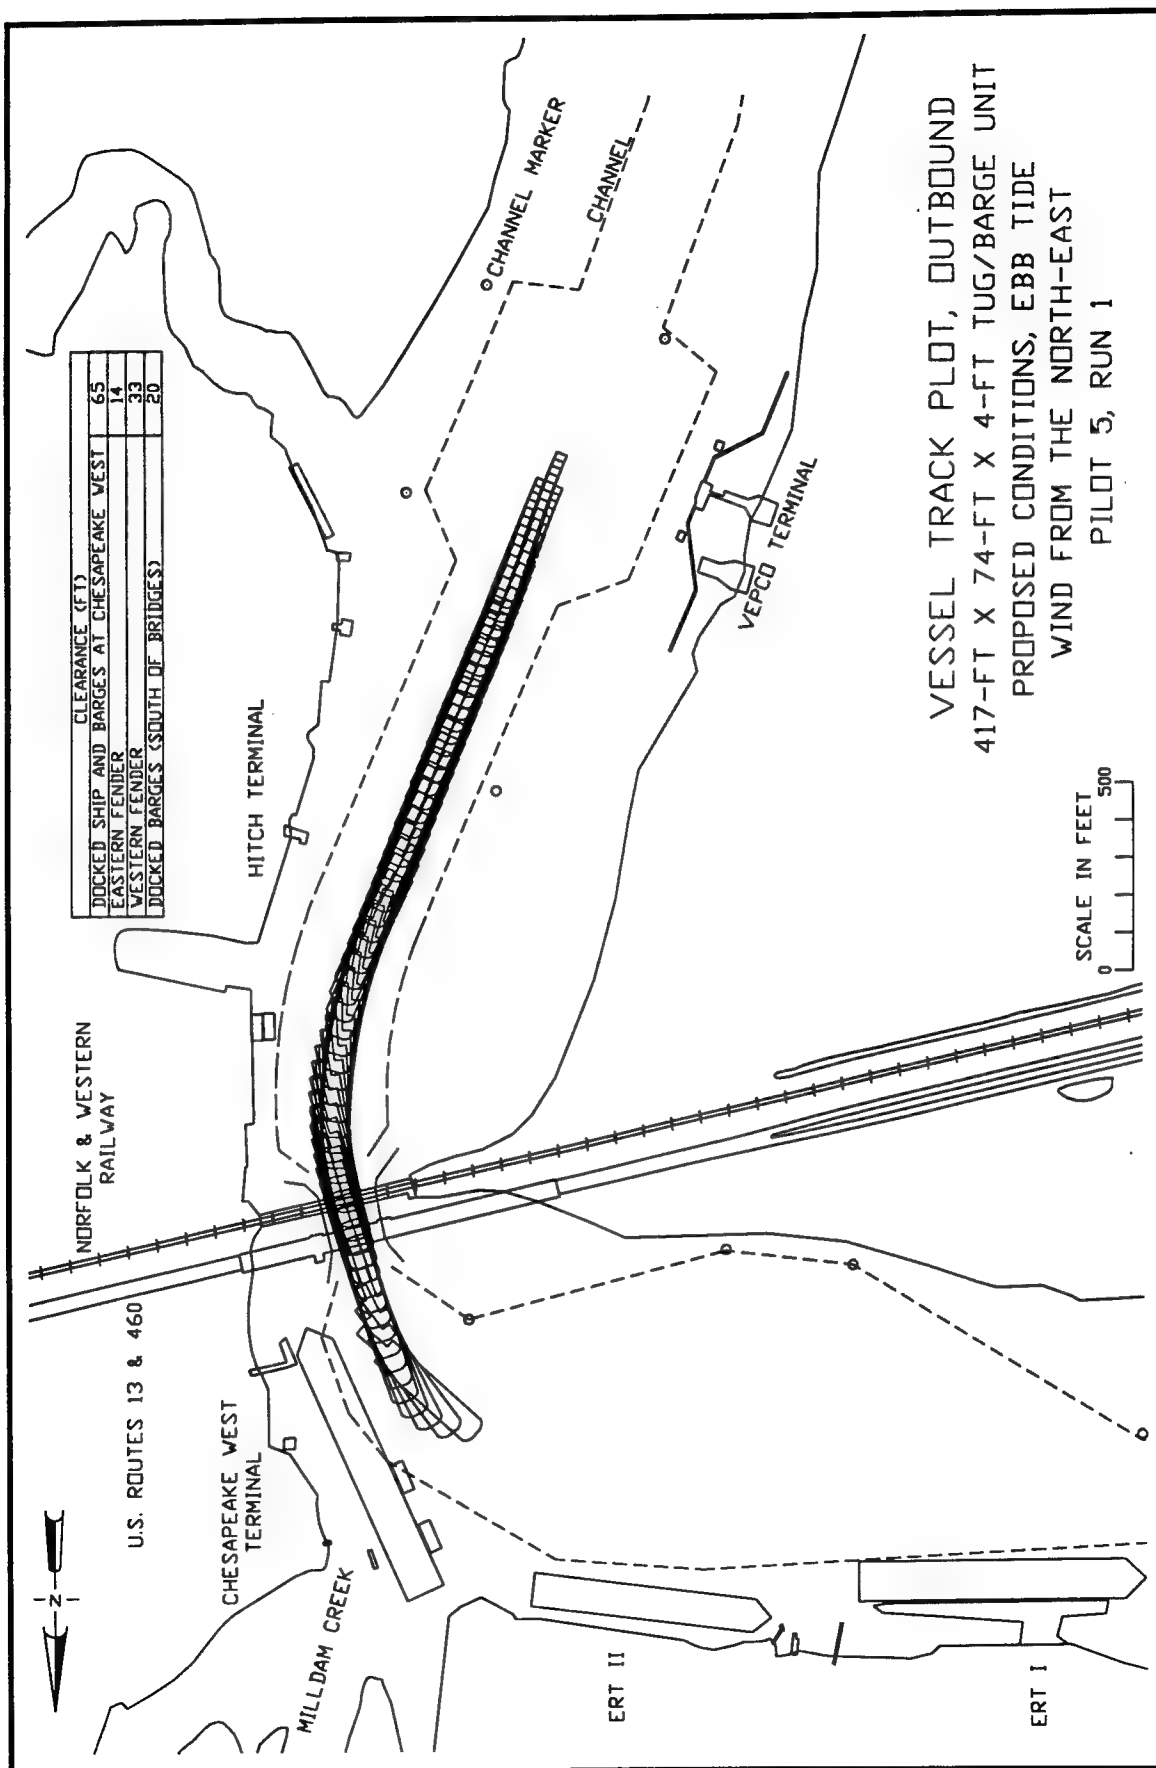 CLEARANCE (FT)
DOCKED SHIP AND BARGES AT CHESAPEAKE WEST 65
EASTERN FENDER 14
WESTERN FENDER 33
DOCKED BARGES (SOUTH OF BRIDGES) 20
U.S. ROUTES 13 & 460
NORFOLK & WESTERN
RAILWAY
CHESAPEAKE WEST
TERMINAL
HITCH TERMINAL
MILLDAM CREEK
N
CHANNEL MARKER
CHANNEL
VEPCO TERMINAL
ERT II
ERT I
SCALE IN FEET
0 500
VESSEL TRACK PLOT, OUTBOUND
417-FT X 74-FT X 4-FT TUG/BARGE UNIT
PROPOSED CONDITIONS, EBB TIDE
WIND FROM THE NORTH-EAST
PILOT 5, RUN 1